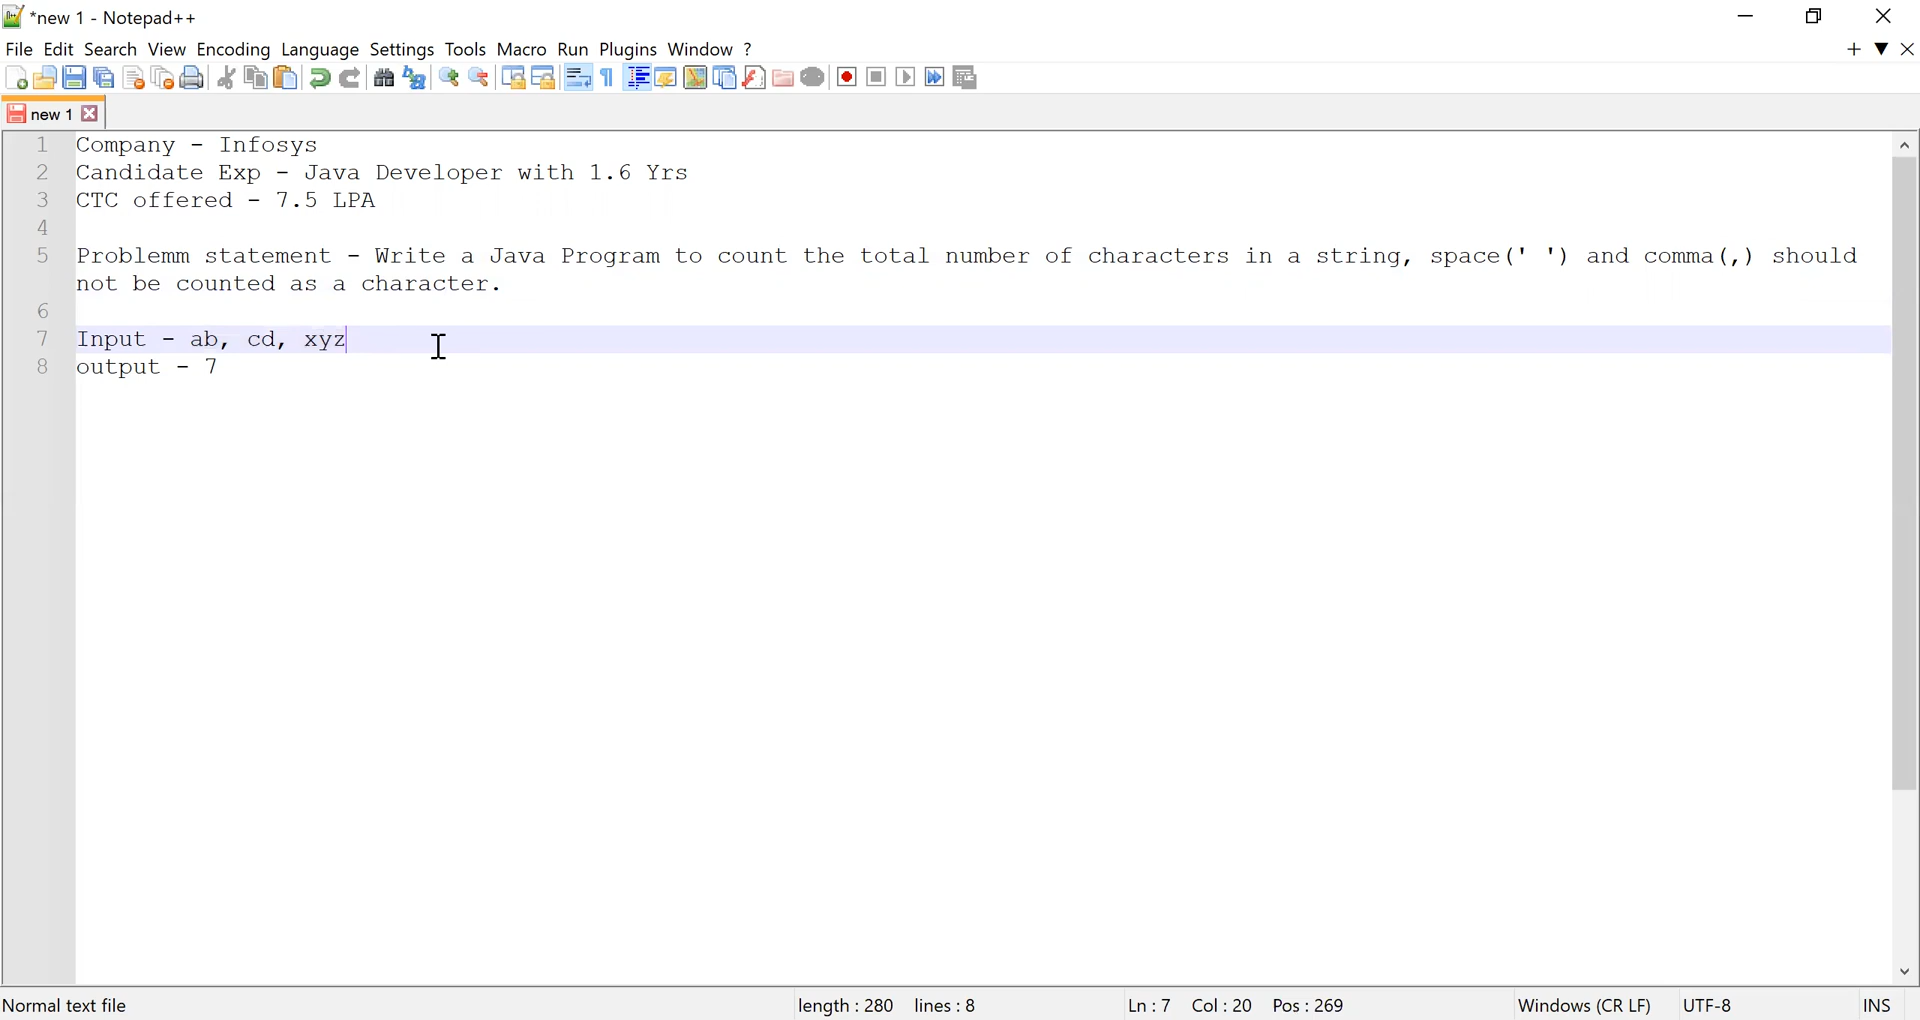 *new 1 - Notepad++
File Edit Search View Encoding Language Settings Tools Macro Run Plugins Window ?
new 1
1 Company - Infosys
2 Candidate Exp - Java Developer with 1.6 Yrs
3 CTC offered - 7.5 LPA
4
5 Problemm statement - Write a Java Program to count the total number of characters in a string, space(' ') and comma(,) should
not be counted as a character.
6
7 Input - ab, cd, xyz
8 output - 7
Normal text file length : 280 lines : 8 Ln : 7 Col : 20 Pos : 269 Windows (CR LF) UTF-8 INS